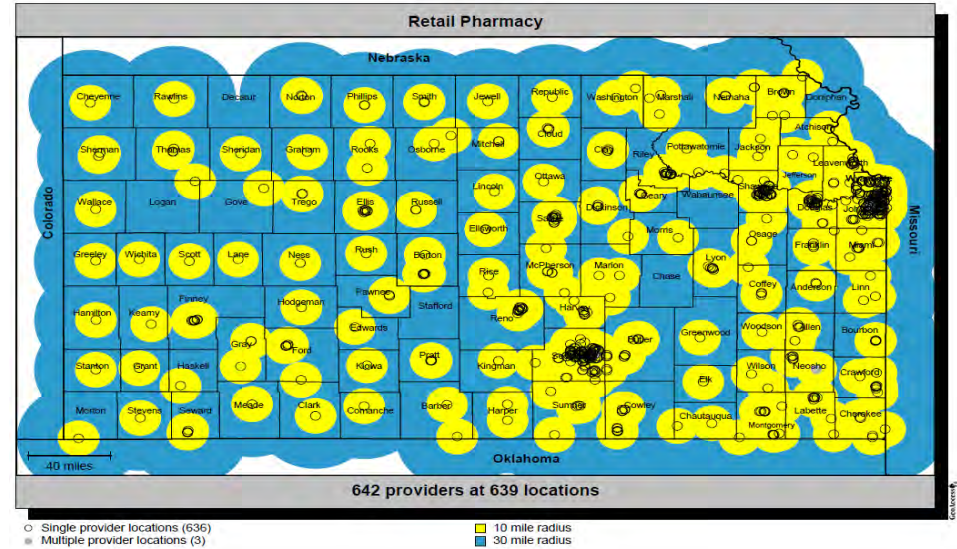 Retail Pharmacy
Nebraska
Cheyenne Rawlins Decatur Norton Phillips Smith Jewell Republic Washington Marshall Nemaha Brown Doniphan
Cloud Atchison
Sherman Thomas Sheridan Graham Rooks Osborne Mitchell Clay Riley Pottawatomie Jackson Leavenworth
Jefferson
Ottawa
Lincoln
Wallace Logan Gove Trego Ellis Russell Dickinson Geary Wabaunsee Douglas
Colorado
Missouri
Ellsworth Morris
Osage
Greeley Wichita Scott Lane Ness Rush Barton McPherson Marion Lyon Franklin Miami
Rice Chase
Coffey Anderson Linn
Pawnee
Finney Hodgeman Stafford
Hamilton Kearny Reno
Edwards
Greenwood Woodson Allen Bourbon
Gray Ford
Stanton Grant Haskell Kiowa Pratt Kingman Wilson Neosho Crawford
Elk
Morton Stevens Seward Meade Clark Comanche Barber Harper Sumner Cowley Chautauqua Labette Cherokee
Montgomery
Oklahoma
40 miles
642 providers at 639 locations
Single provider locations (636)
Multiple provider locations (3)
10 mile radius
30 mile radius
GeoAccess